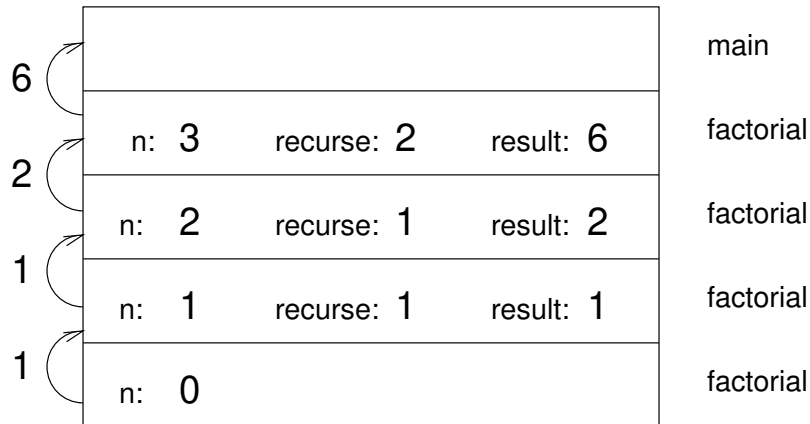 main
6
n: 3 recurse: 2 result: 6 factorial
2
n: 2 recurse: 1 result: 2 factorial
1
n: 1 recurse: 1 result: 1 factorial
1
n: 0 factorial